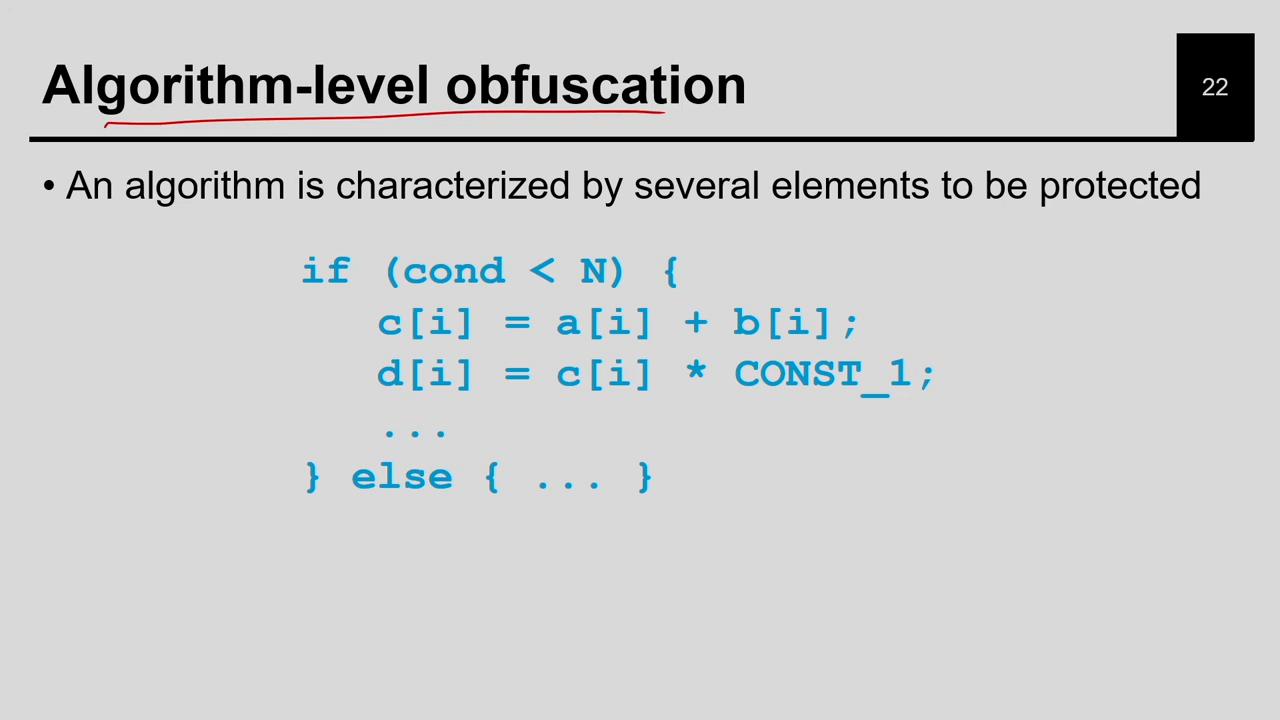 Algorithm-level obfuscation
22
• An algorithm is characterized by several elements to be protected
if (cond < N) {
c[i] = a[i] + b[i];
d[i] = c[i] * CONST_1;
...
} else { ... }